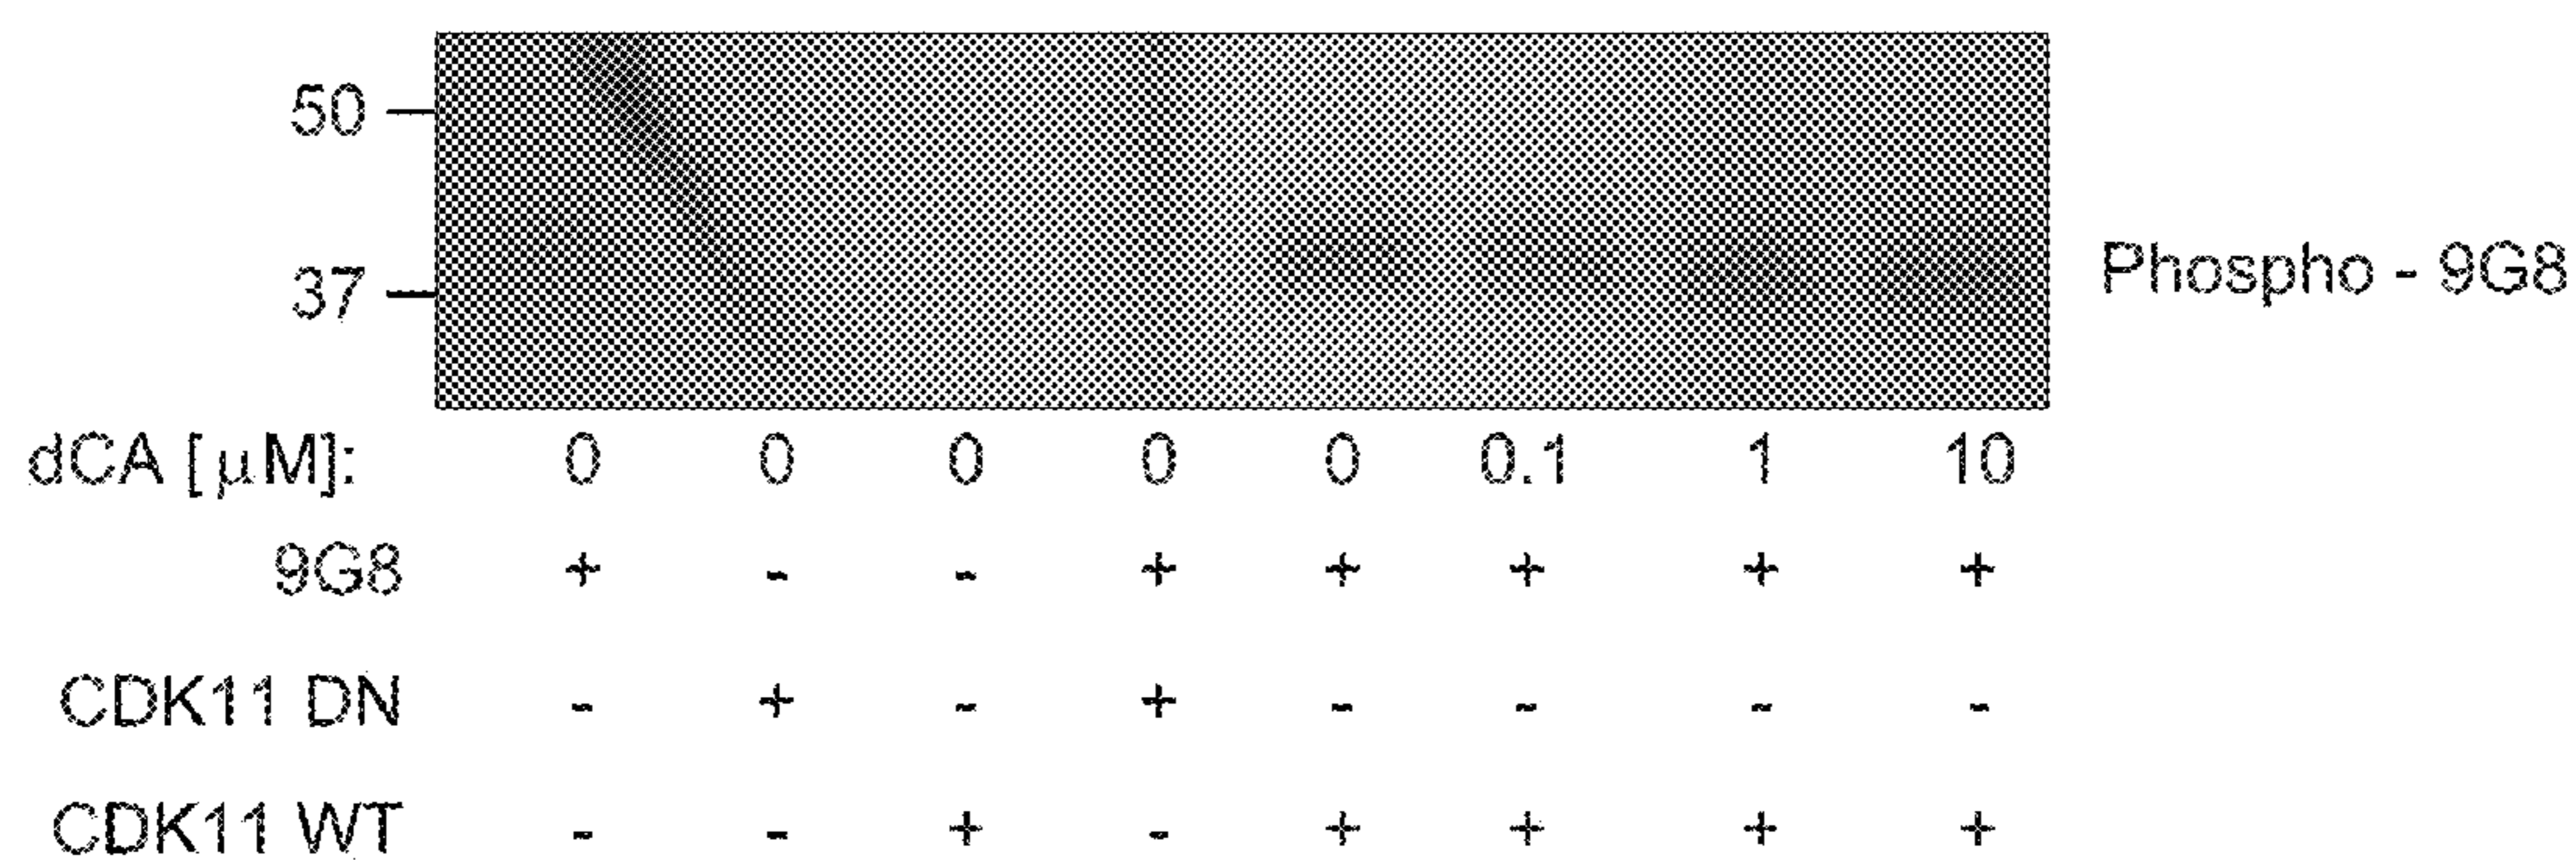 50
37
Phospho - 9G8
dCA [μM]: 0 0 0 0 0 0.1 1 10
9G8 + - - + + + + +
CDK11 DN - + - + - - - -
CDK11 WT - - + - + + + +